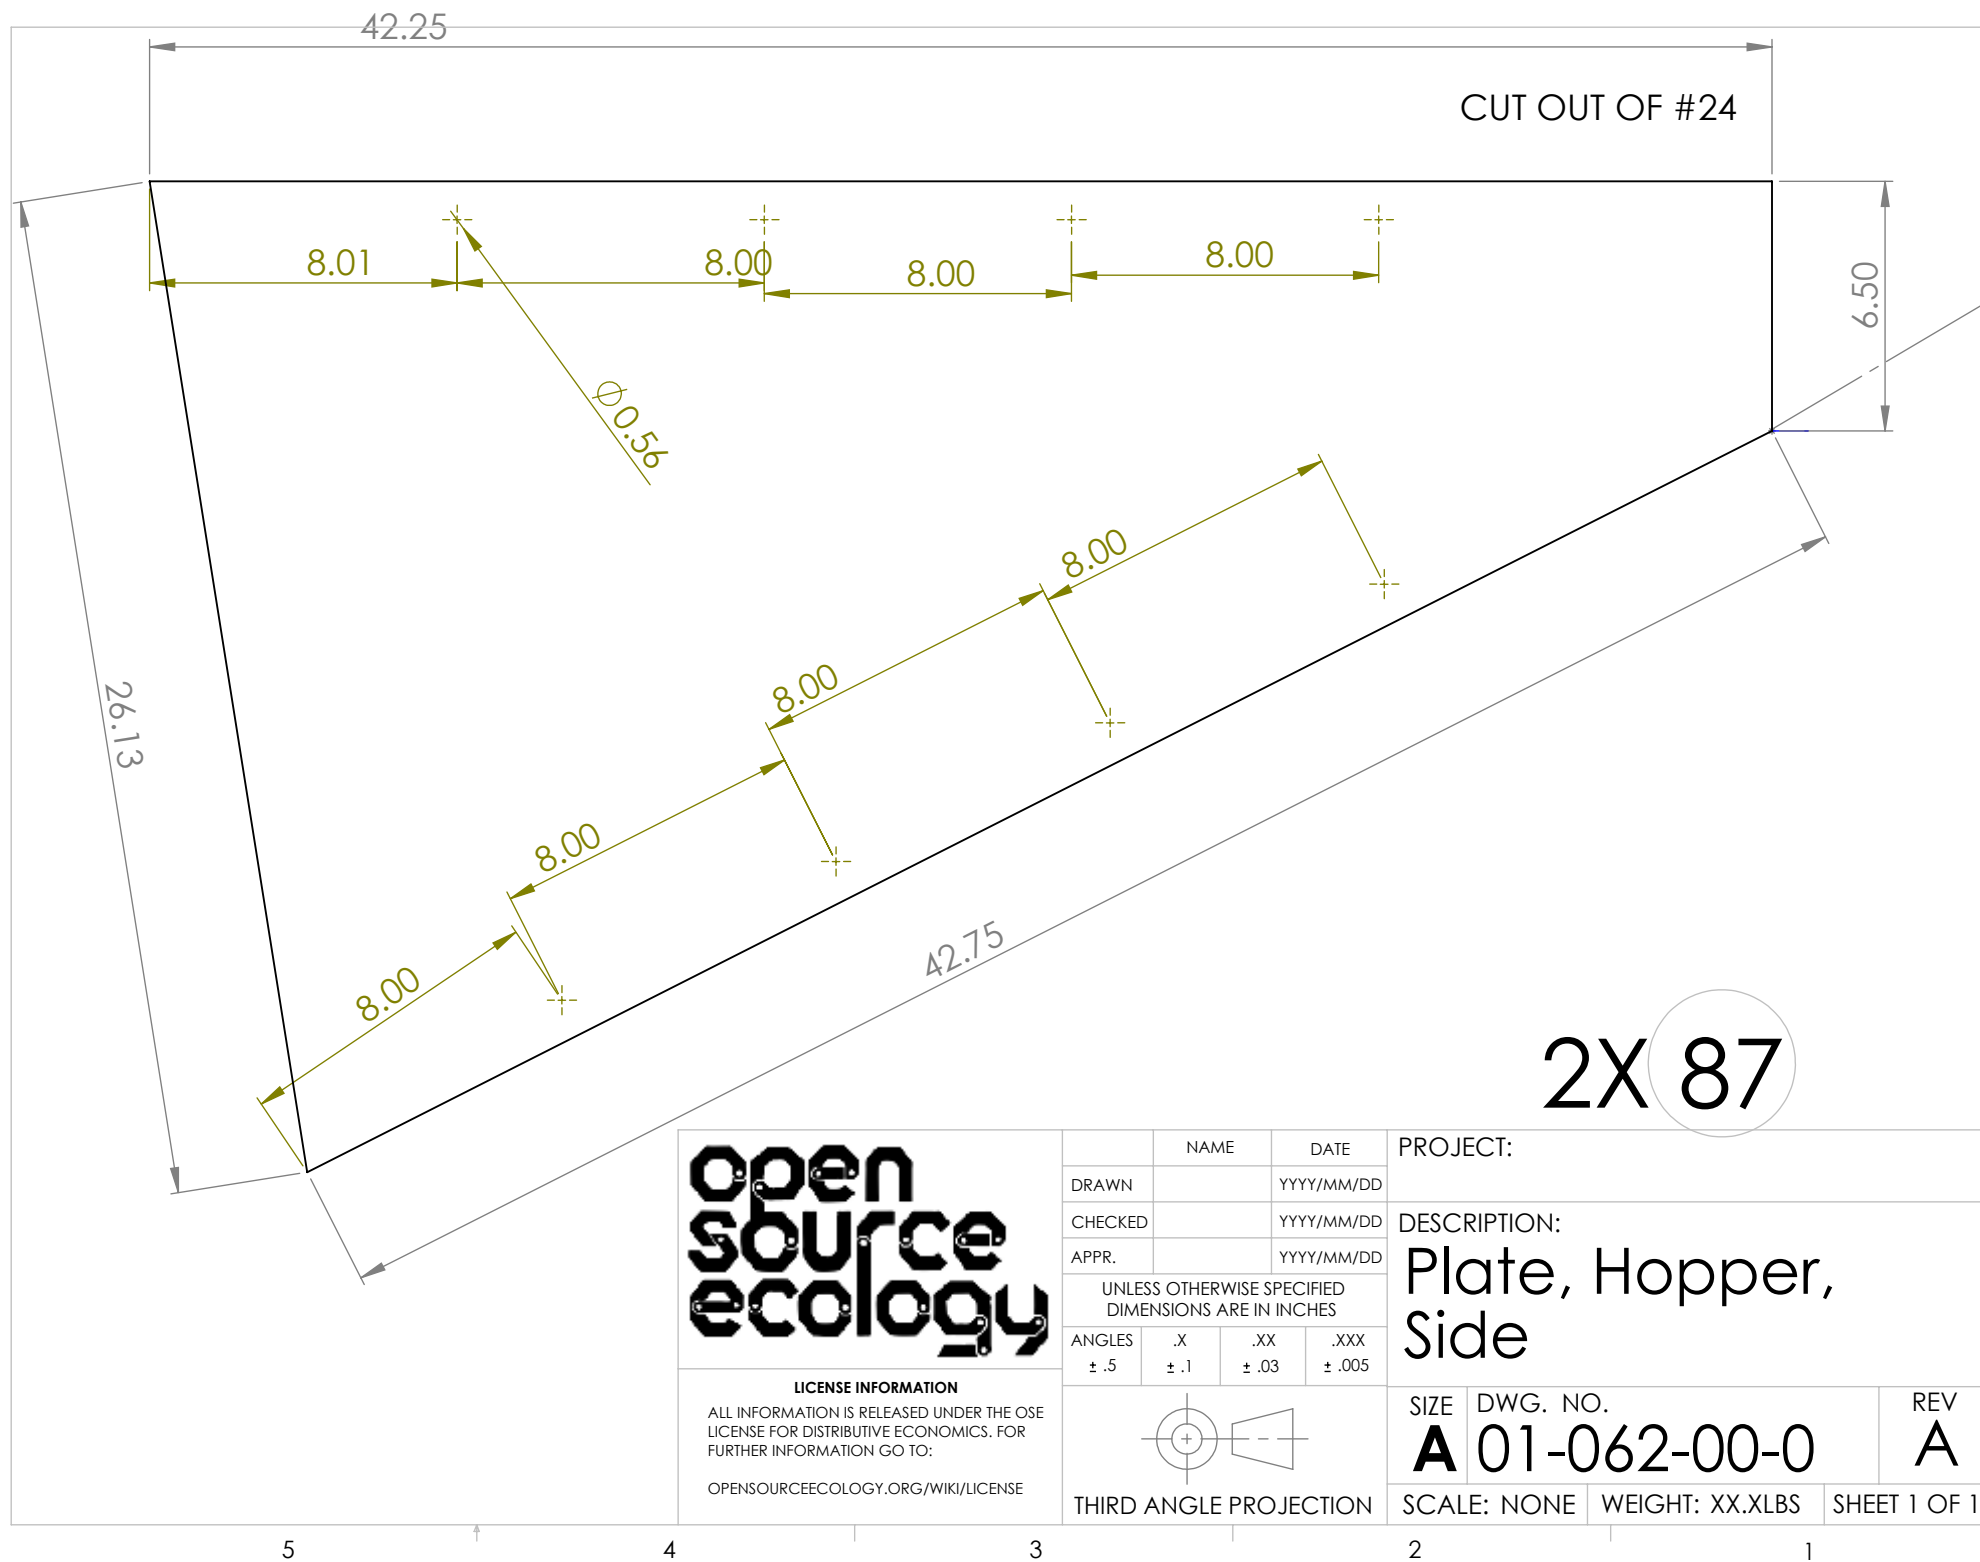 42.25
CUT OUT OF #24
8.01
8.00
8.00
8.00
6.50
⌀0.56
8.00
8.00
8.00
8.00
26.13
42.75
2X 87
open
source
ecology
LICENSE INFORMATION
ALL INFORMATION IS RELEASED UNDER THE OSE
LICENSE FOR DISTRIBUTIVE ECONOMICS. FOR
FURTHER INFORMATION GO TO:
OPENSOURCEECOLOGY.ORG/WIKI/LICENSE
NAME DATE
DRAWN YYYY/MM/DD
CHECKED YYYY/MM/DD
APPR. YYYY/MM/DD
UNLESS OTHERWISE SPECIFIED
DIMENSIONS ARE IN INCHES
ANGLES .X .XX .XXX
± .5 ± .1 ± .03 ± .005
THIRD ANGLE PROJECTION
PROJECT:
DESCRIPTION:
Plate, Hopper,
Side
SIZE DWG. NO. REV
A 01-062-00-0 A
SCALE: NONE WEIGHT: XX.XLBS SHEET 1 OF 1
5 4 3 2 1